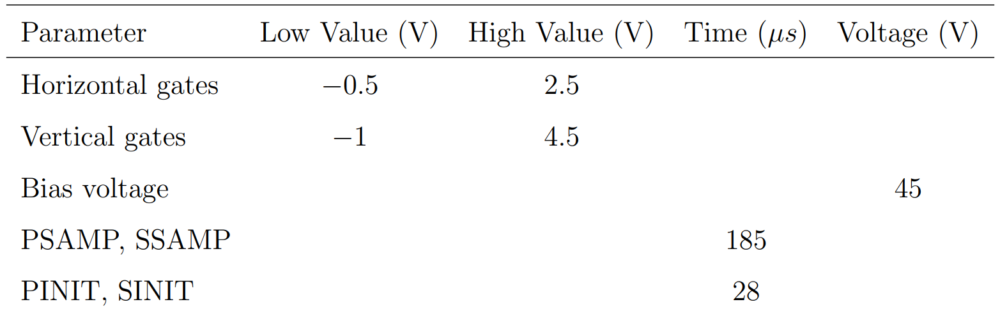 Parameter Low Value (V) High Value (V) Time (μs) Voltage (V)
Horizontal gates −0.5 2.5
Vertical gates −1 4.5
Bias voltage 45
PSAMP, SSAMP 185
PINIT, SINIT 28